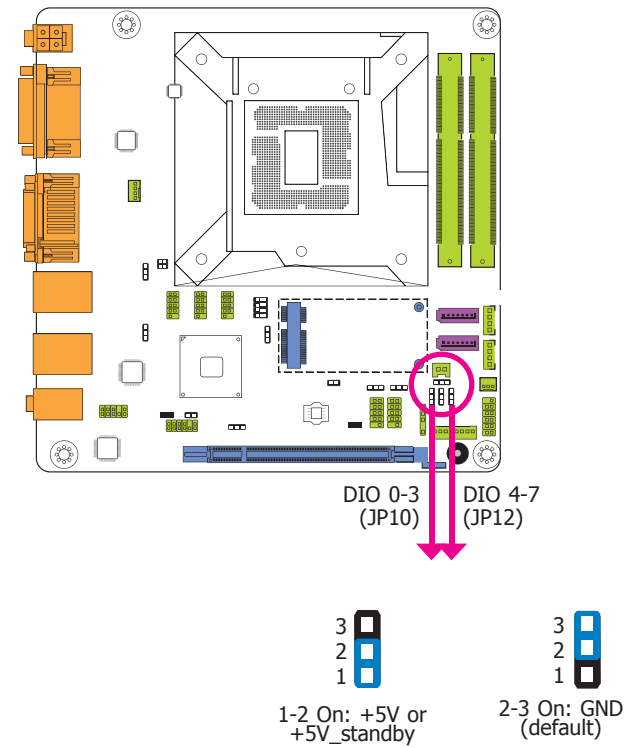 DIO 0-3
(JP10)
DIO 4-7
(JP12)
3
2
1
1-2 On: +5V or
+5V_standby
3
2
1
2-3 On: GND
(default)